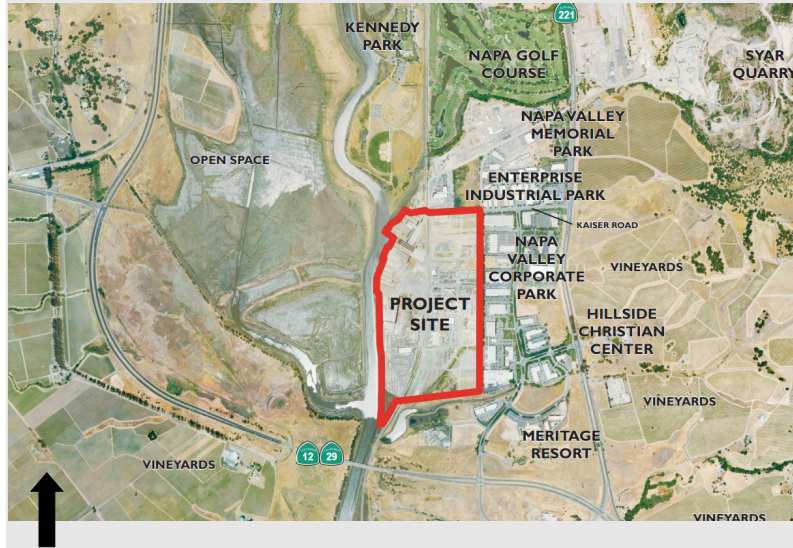 KENNEDY
PARK
221
NAPA GOLF
COURSE
SYAR
QUARRY
NAPA VALLEY
MEMORIAL
PARK
OPEN SPACE
ENTERPRISE
INDUSTRIAL PARK
KAISER ROAD
NAPA
VALLEY
CORPORATE
PARK
VINEYARDS
PROJECT
SITE
HILLSIDE
CHRISTIAN
CENTER
VINEYARDS
MERITAGE
RESORT
12
29
VINEYARDS
VINEYARDS